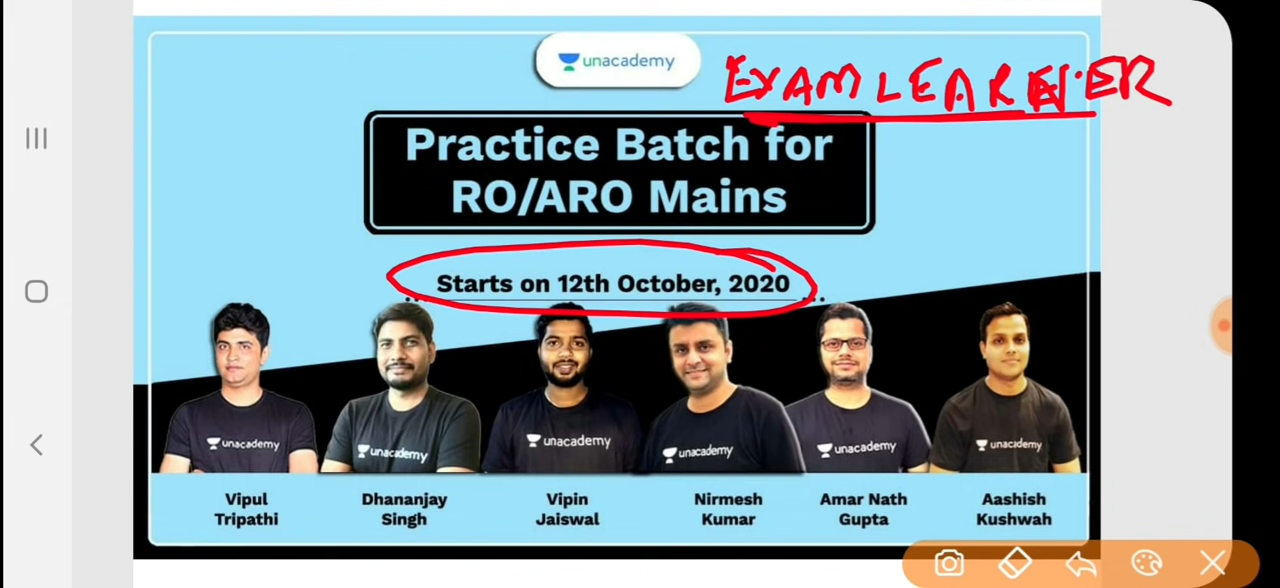 unacademy
EXAM LEARNER
Practice Batch for
RO/ARO Mains
Starts on 12th October, 2020
unacademy
unacademy
unacademy
unacademy
unacademy
unacademy
Vipul
Tripathi
Dhananjay
Singh
Vipin
Jaiswal
Nirmesh
Kumar
Amar Nath
Gupta
Aashish
Kushwah